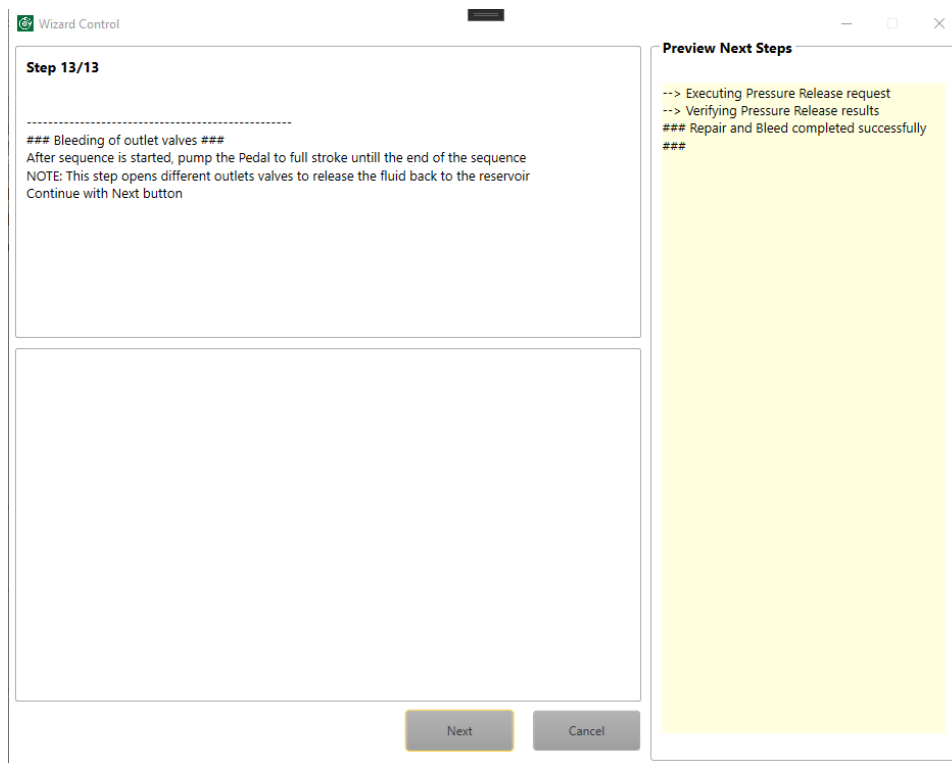 Wizard Control
Step 13/13
---------------------------------------------------
### Bleeding of outlet valves ###
After sequence is started, pump the Pedal to full stroke untill the end of the sequence
NOTE: This step opens different outlets valves to release the fluid back to the reservoir
Continue with Next button
Next
Cancel
Preview Next Steps
--> Executing Pressure Release request
--> Verifying Pressure Release results
### Repair and Bleed completed successfully
###